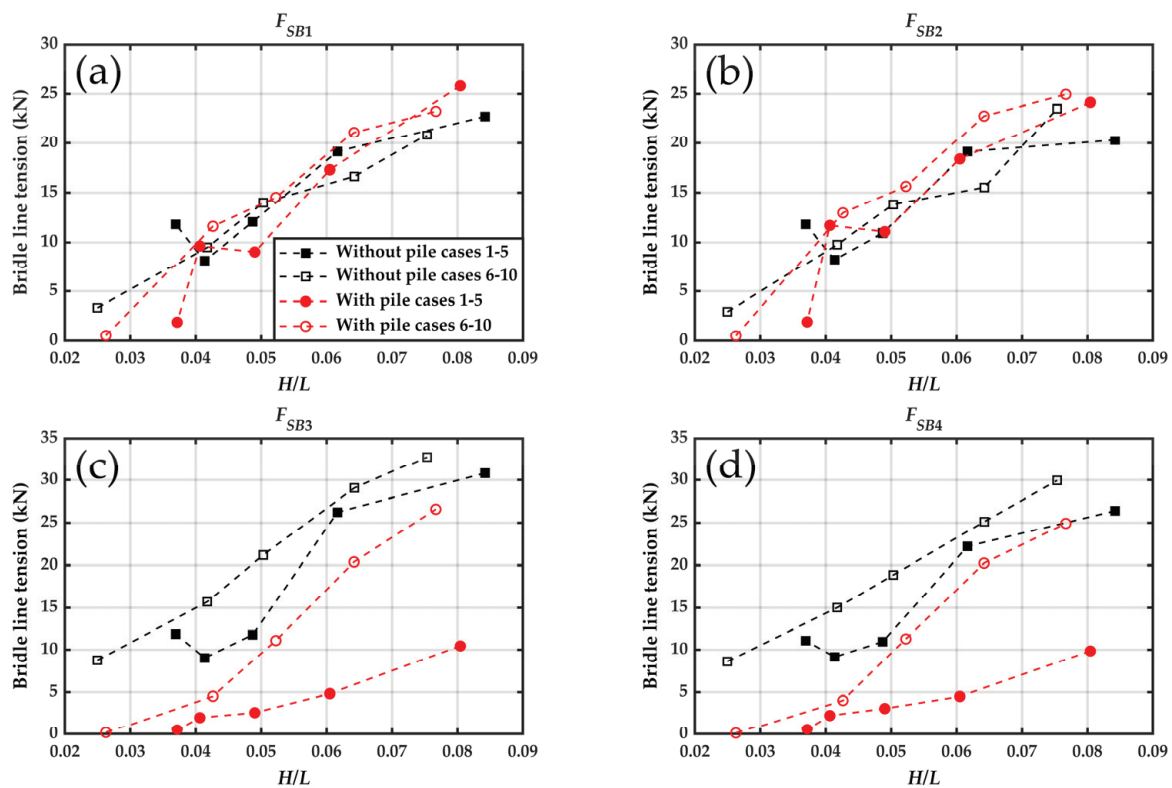 F_SB1
(a)
30
25
20
15
10
5
0
Bridle line tension (kN)
0.02 0.03 0.04 0.05 0.06 0.07 0.08 0.09
H/L
Without pile cases 1-5
Without pile cases 6-10
With pile cases 1-5
With pile cases 6-10
F_SB2
(b)
30
25
20
15
10
5
0
Bridle line tension (kN)
0.02 0.03 0.04 0.05 0.06 0.07 0.08 0.09
H/L
F_SB3
(c)
35
30
25
20
15
10
5
0
Bridle line tension (kN)
0.02 0.03 0.04 0.05 0.06 0.07 0.08 0.09
H/L
F_SB4
(d)
35
30
25
20
15
10
5
0
Bridle line tension (kN)
0.02 0.03 0.04 0.05 0.06 0.07 0.08 0.09
H/L